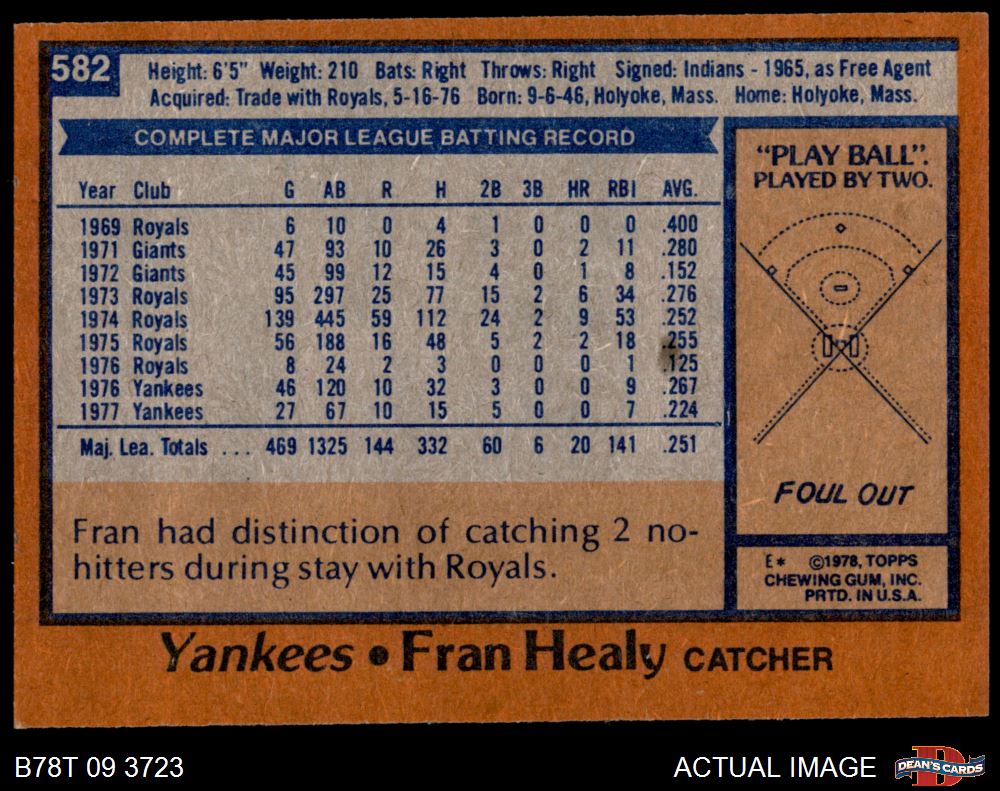 582
Height: 6'5" Weight: 210 Bats: Right Throws: Right Signed: Indians - 1965, as Free Agent
Acquired: Trade with Royals, 5-16-76 Born: 9-6-46, Holyoke, Mass. Home: Holyoke, Mass.
COMPLETE MAJOR LEAGUE BATTING RECORD
Year Club G AB R H 2B 3B HR RBI AVG.
1969 Royals 6 10 0 4 1 0 0 0 .400
1971 Giants 47 93 10 26 3 0 2 11 .280
1972 Giants 45 99 12 15 4 0 1 8 .152
1973 Royals 95 297 25 77 15 2 6 34 .276
1974 Royals 139 445 59 112 24 2 9 53 .252
1975 Royals 56 188 16 48 5 2 2 18 .255
1976 Royals 8 24 2 3 0 0 0 1 .125
1976 Yankees 46 120 10 32 3 0 0 9 .267
1977 Yankees 27 67 10 15 5 0 0 7 .224
Maj. Lea. Totals ... 469 1325 144 332 60 6 20 141 .251
Fran had distinction of catching 2 no-
hitters during stay with Royals.
"PLAY BALL".
PLAYED BY TWO.
FOUL OUT
E* ©1978, TOPPS
CHEWING GUM, INC.
PRTD. IN U.S.A.
Yankees • Fran Healy CATCHER
B78T 09 3723
ACTUAL IMAGE
DEAN'S CARDS